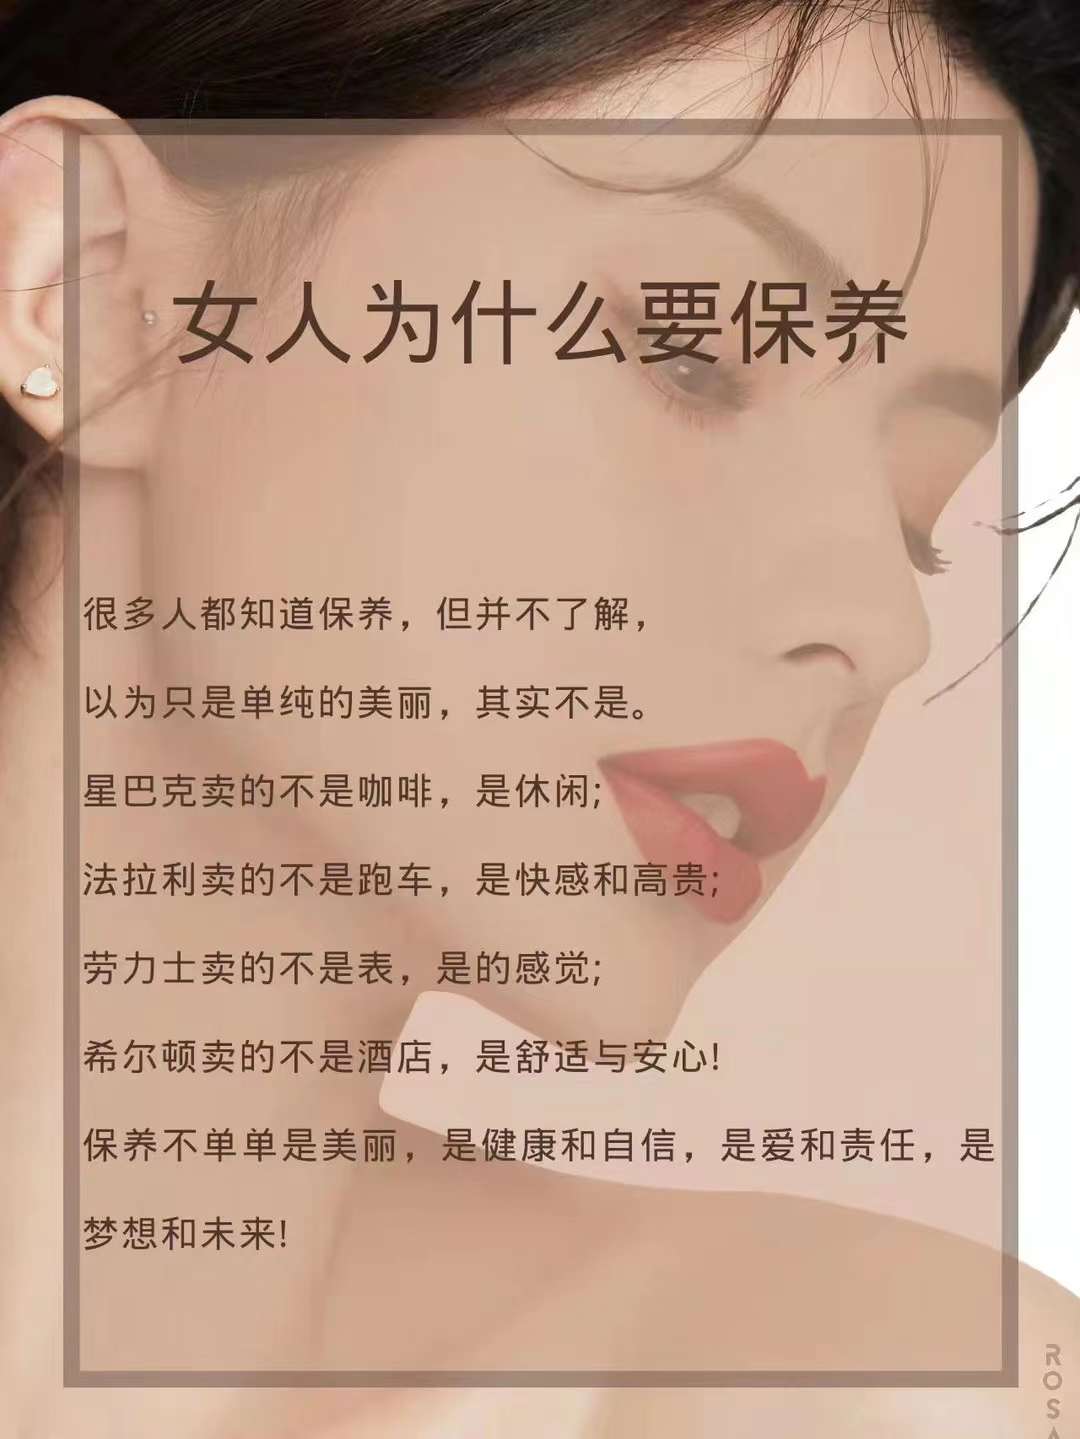 女人为什么要保养
很多人都知道保养，但并不了解，
以为只是单纯的美丽，其实不是。
星巴克卖的不是咖啡，是休闲;
法拉利卖的不是跑车，是快感和高贵;
劳力士卖的不是表，是的感觉;
希尔顿卖的不是酒店，是舒适与安心!
保养不单单是美丽，是健康和自信，是爱和责任，是
梦想和未来!
ROSA